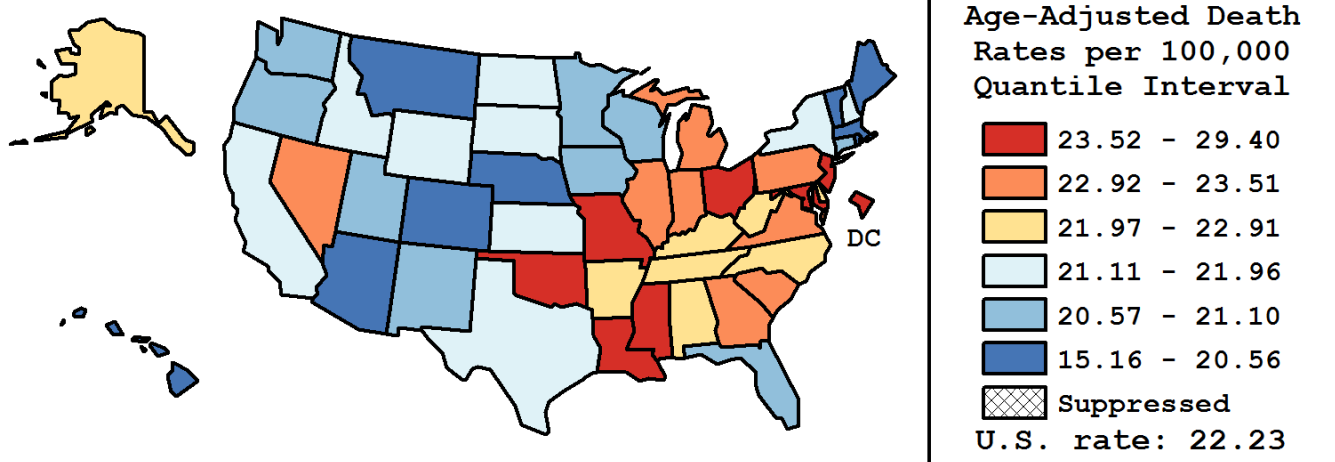 Age-Adjusted Death
Rates per 100,000
Quantile Interval
23.52 - 29.40
22.92 - 23.51
21.97 - 22.91
21.11 - 21.96
20.57 - 21.10
15.16 - 20.56
Suppressed
U.S. rate: 22.23
DC